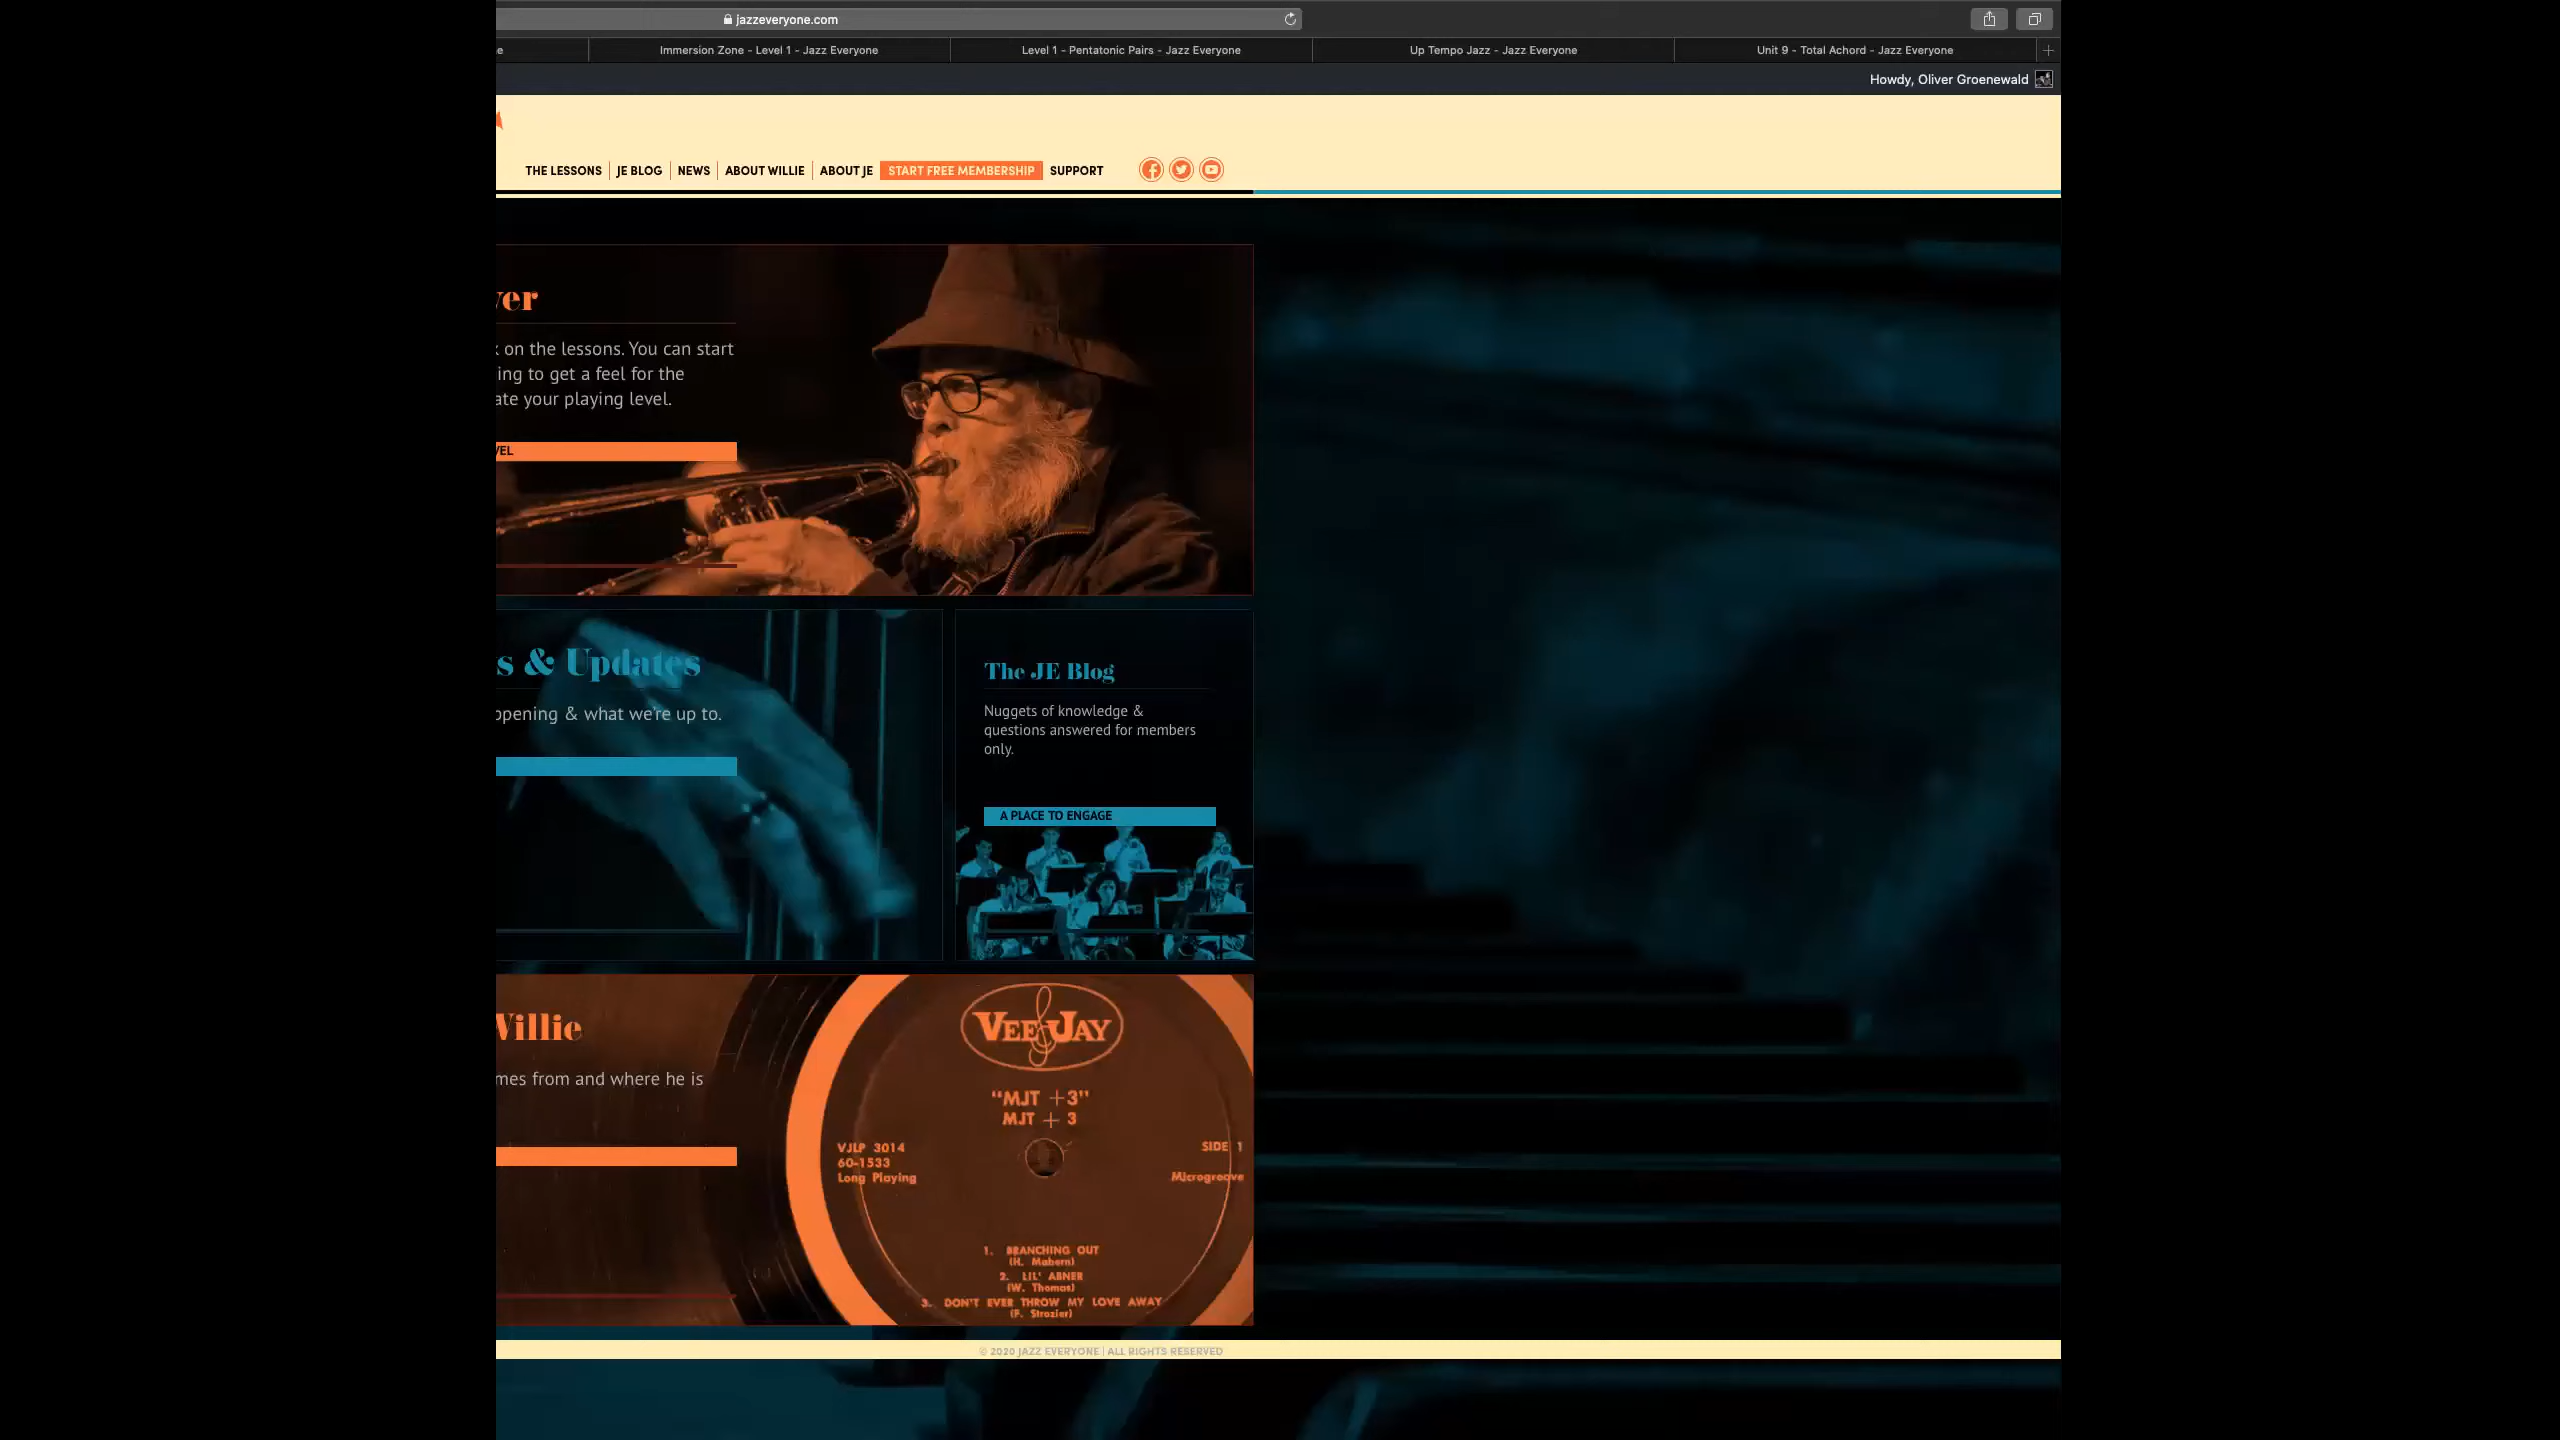 jazzeveryone.com
Immersion Zone - Level 1 - Jazz Everyone
Level 1 - Pentatonic Pairs - Jazz Everyone
Up Tempo Jazz - Jazz Everyone
Unit 9 - Total Achord - Jazz Everyone
Howdy, Oliver Groenewald
THE LESSONS
JE BLOG
NEWS
ABOUT WILLIE
ABOUT JE
START FREE MEMBERSHIP
SUPPORT
on the lessons. You can start
ing to get a feel for the
ate your playing level.
VEL
s & Updates
ppening & what we're up to.
The JE Blog
Nuggets of knowledge &
questions answered for members
only.
A PLACE TO ENGAGE
Willie
mes from and where he is
VEE JAY
"MJT +3"
MJT + 3
VJLP 3014
60-1533
Long Playing
SIDE 1
Microgroove
1. BRANCHING OUT
(H. Mabern)
2. LIL' ABNER
(W. Thomas)
3. DON'T EVER THROW MY LOVE AWAY
(F. Strozier)
© 2020 JAZZ EVERYONE | ALL RIGHTS RESERVED